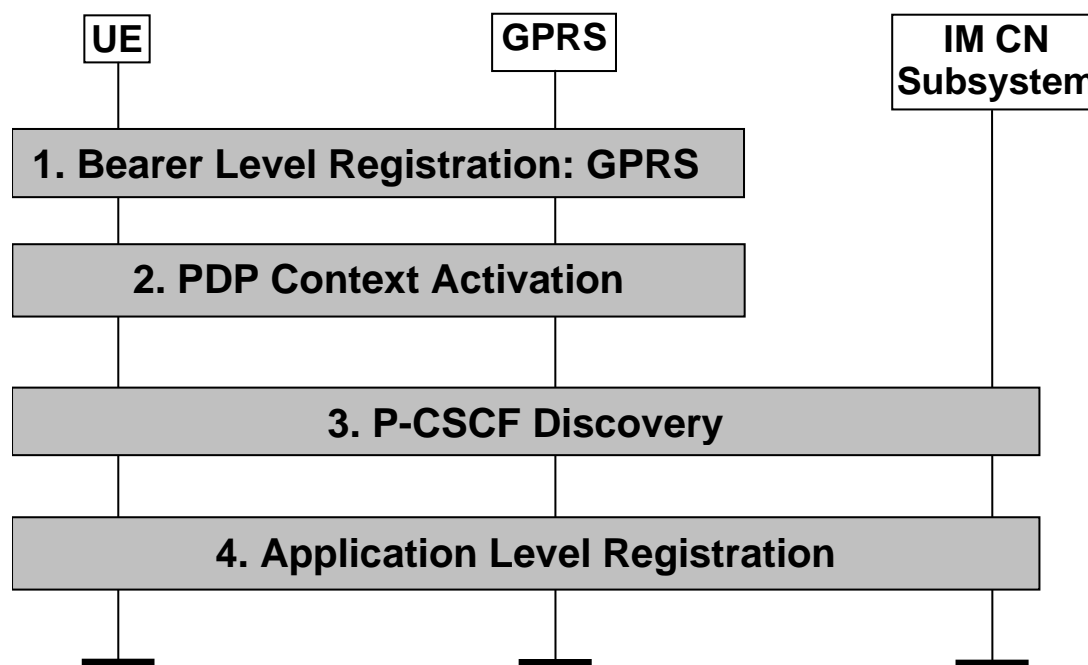 UE
GPRS
IM CN
Subsystem
1. Bearer Level Registration: GPRS
2. PDP Context Activation
3. P-CSCF Discovery
4. Application Level Registration